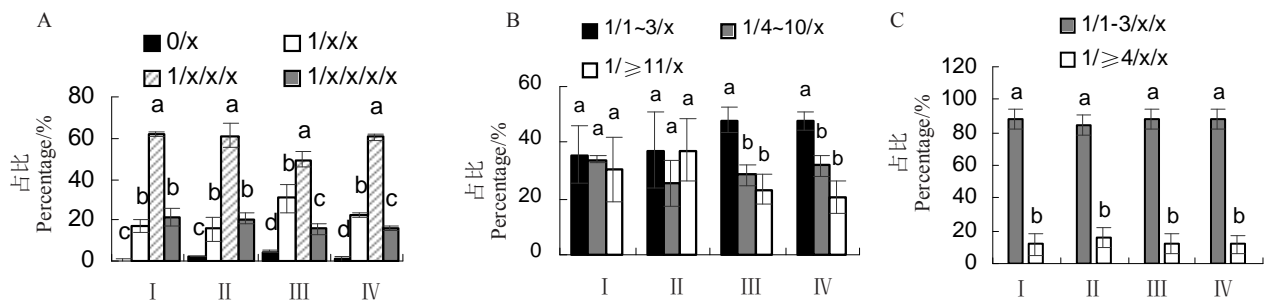 A
0/x 1/x/x
1/x/x/x 1/x/x/x/x
占比
Percentage/%
80
60
40
20
0
c b a b
c b a b
d b a c
d b a c
I II III IV
B
1/1~3/x 1/4~10/x
1/≥11/x
占比
Percentage/%
60
40
20
0
a a a
a a a
a b b
a b b
I II III IV
C
1/1-3/x/x
1/≥4/x/x
占比
Percentage/%
120
100
80
60
40
20
0
a b
a b
a b
a b
I II III IV